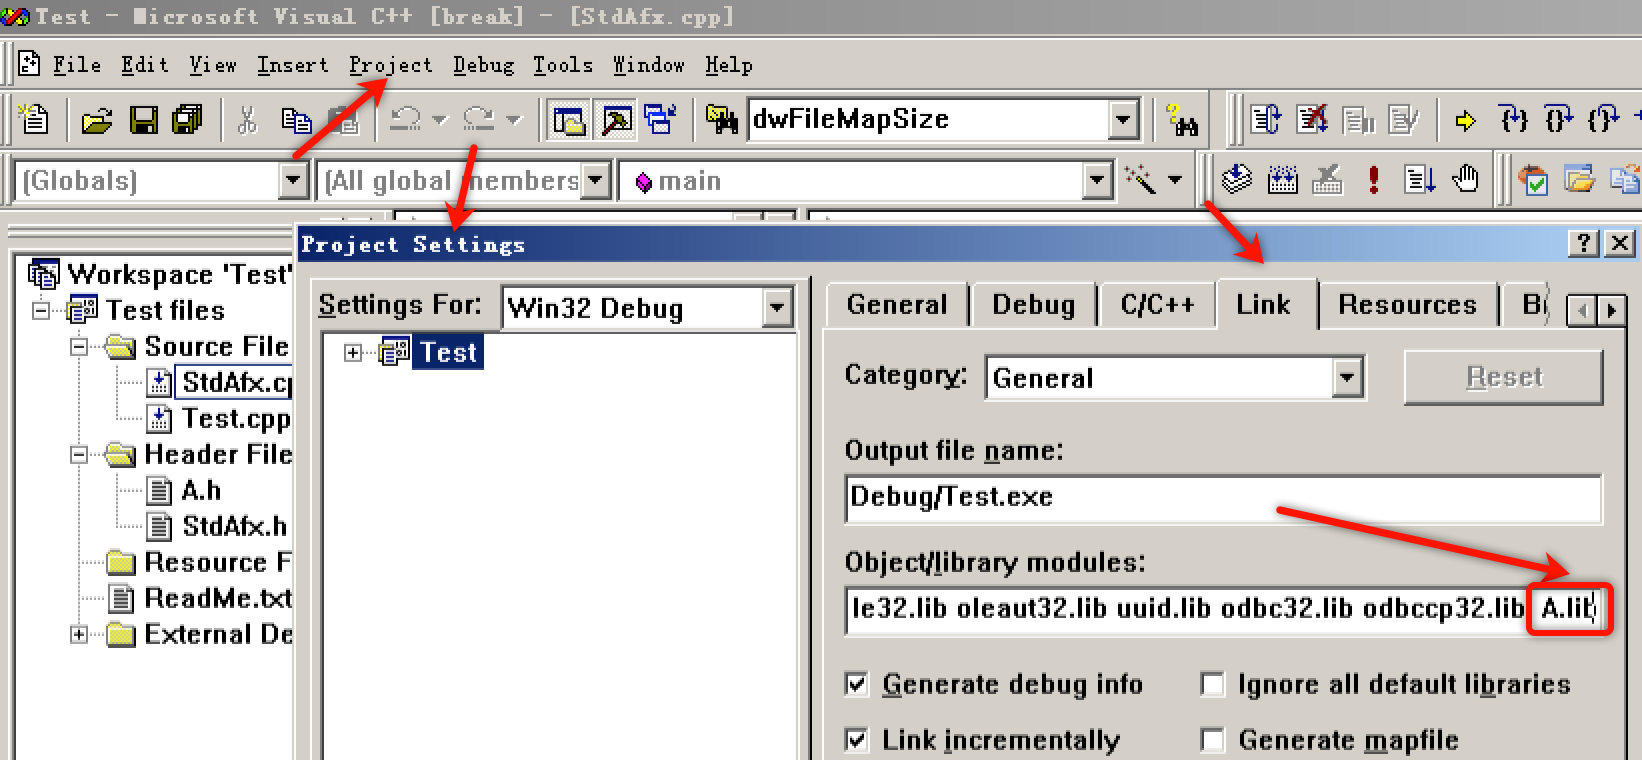 Test - Microsoft Visual C++ [break] - [StdAfx.cpp]
File Edit View Insert Project Debug Tools Window Help
dwFileMapSize
(Globals) (All global members main
Project Settings
Workspace 'Test'
Test files
Source File
StdAfx.cp
Test.cpp
Header File
A.h
StdAfx.h
Resource F
ReadMe.txt
External De
Settings For: Win32 Debug
Test
General Debug C/C++ Link Resources
Category: General Reset
Output file name:
Debug/Test.exe
Object/library modules:
le32.lib oleaut32.lib uuid.lib odbc32.lib odbccp32.lib A.lib
Generate debug info Ignore all default libraries
Link incrementally Generate mapfile